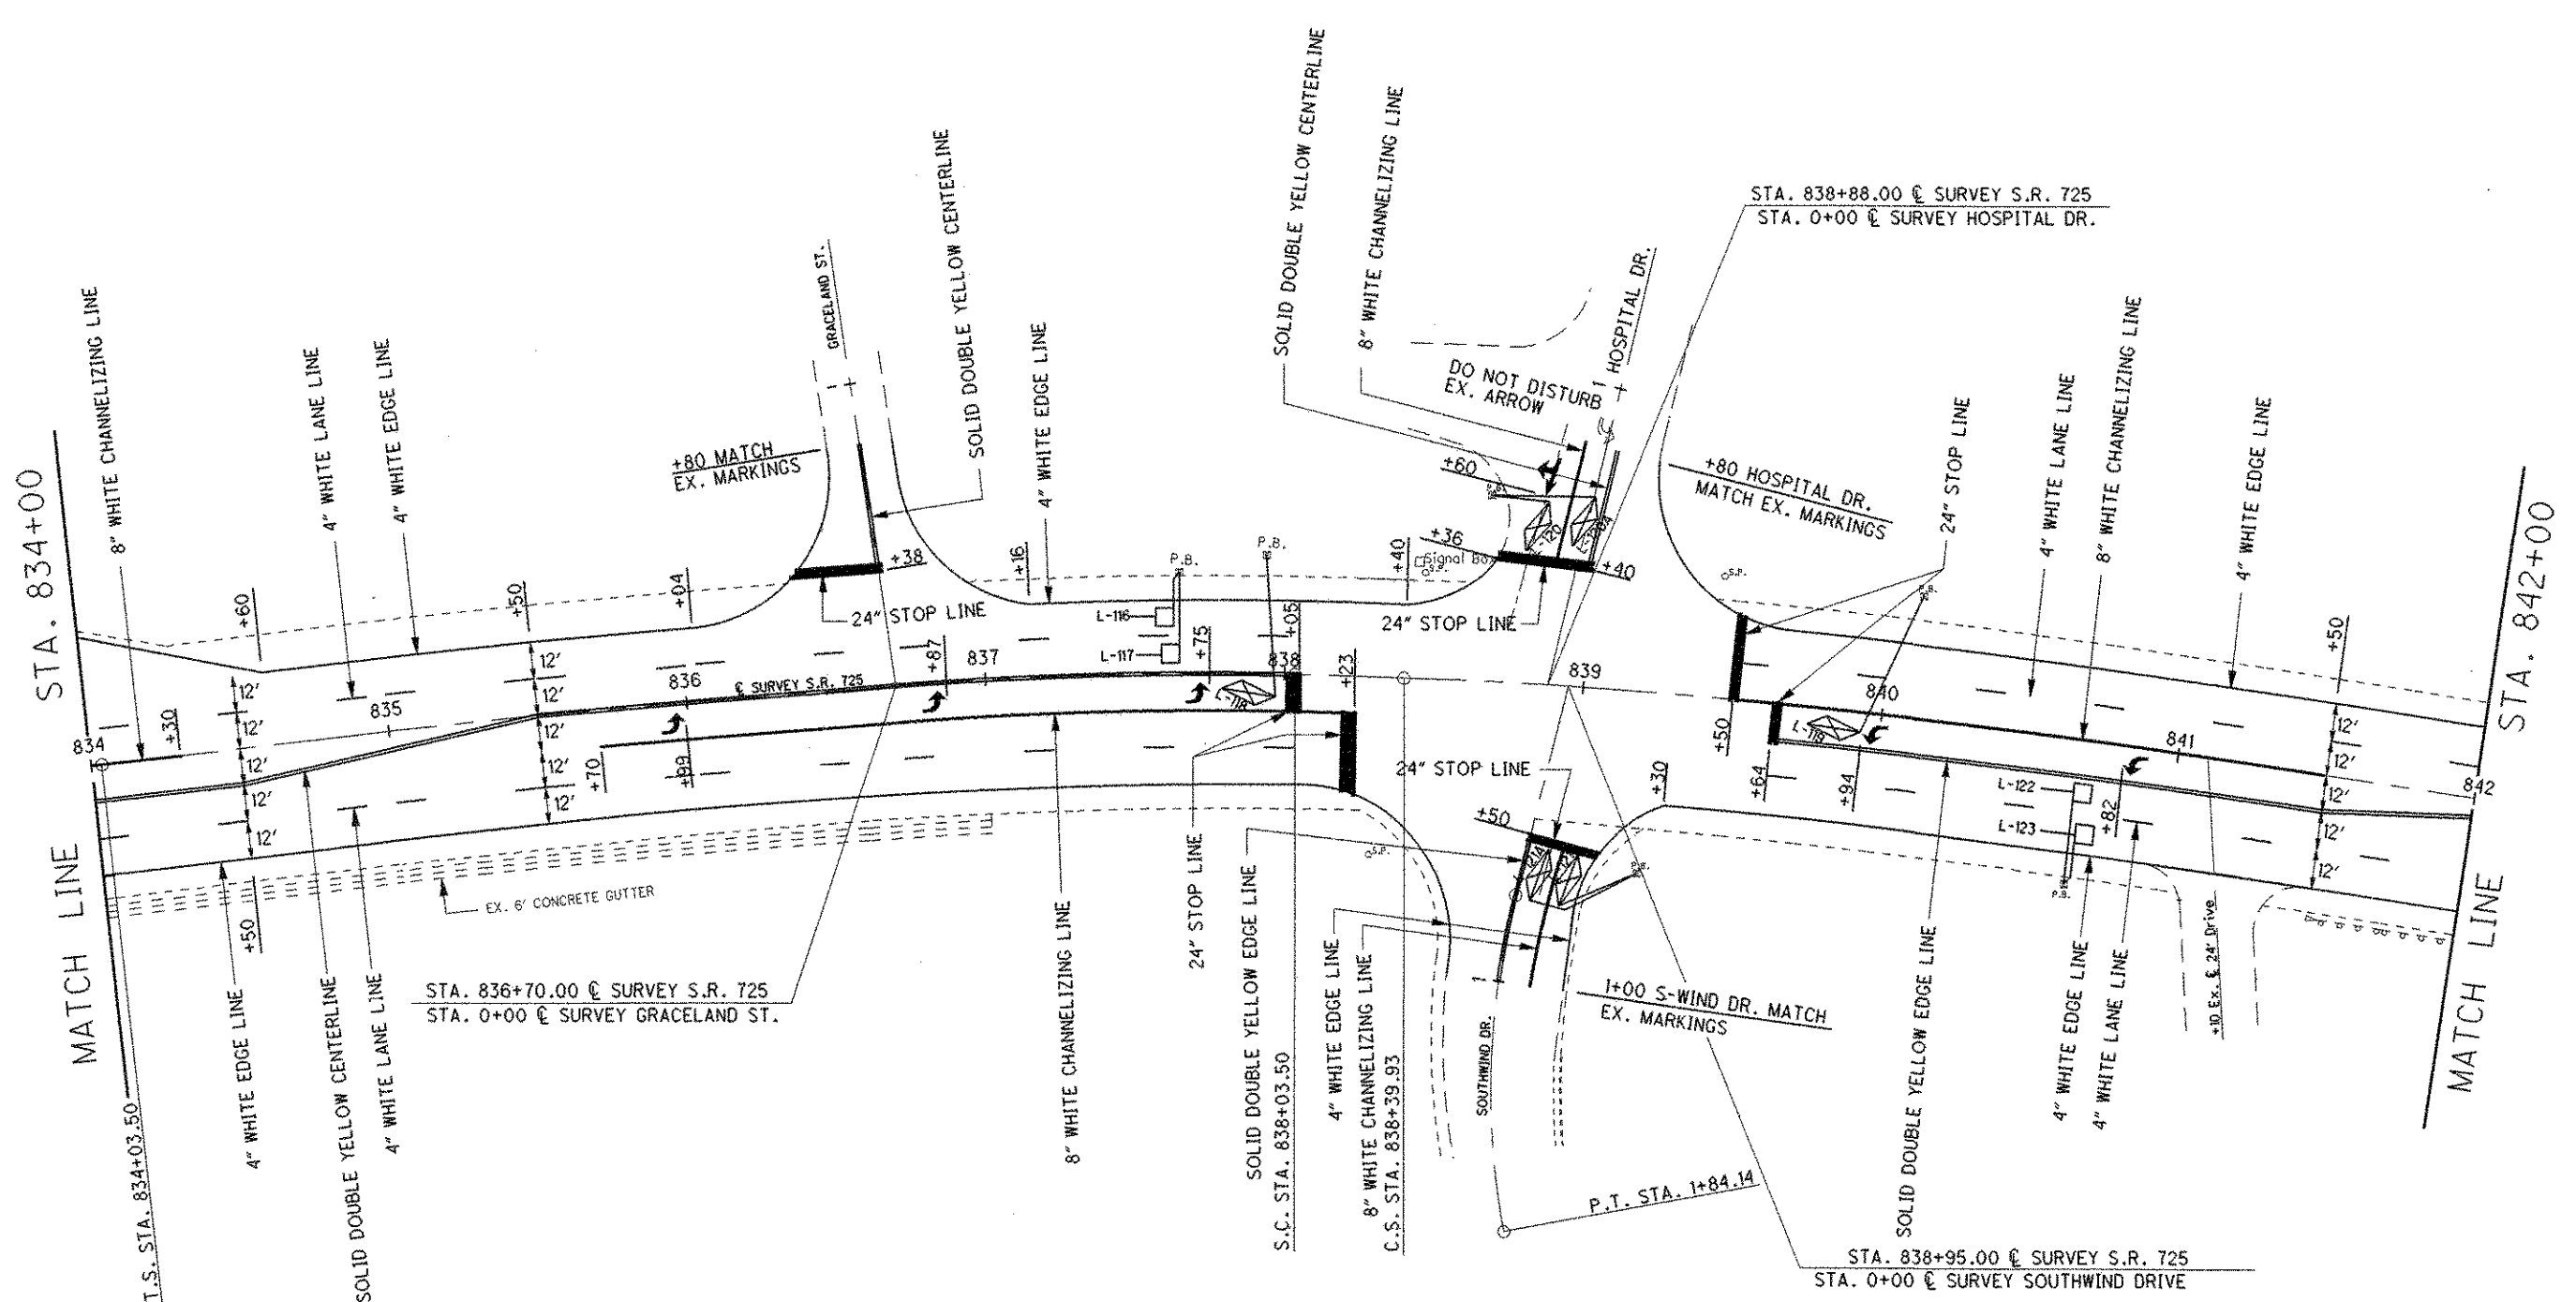 STA. 834+00
MATCH LINE
8" WHITE CHANNELIZING LINE
4" WHITE LANE LINE
4" WHITE EDGE LINE
+80 MATCH
EX. MARKINGS
GRACELAND ST.
1
SOLID DOUBLE YELLOW CENTERLINE
4" WHITE EDGE LINE
SOLID DOUBLE YELLOW CENTERLINE
8" WHITE CHANNELIZING LINE
DO NOT DISTURB
EX. ARROW
1
HOSPITAL DR.
STA. 838+88.00 ℄ SURVEY S.R. 725
STA. 0+00 ℄ SURVEY HOSPITAL DR.
+80 HOSPITAL DR.
MATCH EX. MARKINGS
24" STOP LINE
4" WHITE LANE LINE
8" WHITE CHANNELIZING LINE
4" WHITE EDGE LINE
STA. 842+00
MATCH LINE
+60
+50
+04
+38
24" STOP LINE
+16
L-116
L-117
P.B.
P.B.
+75
+05
+40
+36
Signal Box
S.P.
+60
P.B.
L-120
+40
24" STOP LINE
S.P.
P.B.
+50
834
+30
835
836
℄ SURVEY S.R. 725
+87
837
838
L-118
+23
839
840
841
842
12'
12'
12'
12'
12'
12'
12'
12'
12'
12'
12'
12'
+70
+99
+50
+64
L-119
+94
L-122
L-123
+82
P.B.
24" STOP LINE
+30
+50
S.P.
P.B.
EX. 6' CONCRETE GUTTER
+50
T.S. STA. 834+03.50
4" WHITE EDGE LINE
SOLID DOUBLE YELLOW CENTERLINE
4" WHITE LANE LINE
STA. 836+70.00 ℄ SURVEY S.R. 725
STA. 0+00 ℄ SURVEY GRACELAND ST.
8" WHITE CHANNELIZING LINE
24" STOP LINE
SOLID DOUBLE YELLOW EDGE LINE
S.C. STA. 838+03.50
4" WHITE EDGE LINE
8" WHITE CHANNELIZING LINE
C.S. STA. 838+39.93
1
SOUTHWIND DR.
1+00 S-WIND DR. MATCH
EX. MARKINGS
P.T. STA. 1+84.14
STA. 838+95.00 ℄ SURVEY S.R. 725
STA. 0+00 ℄ SURVEY SOUTHWIND DRIVE
SOLID DOUBLE YELLOW EDGE LINE
4" WHITE EDGE LINE
4" WHITE LANE LINE
+10 Ex. ℄ 24' Drive